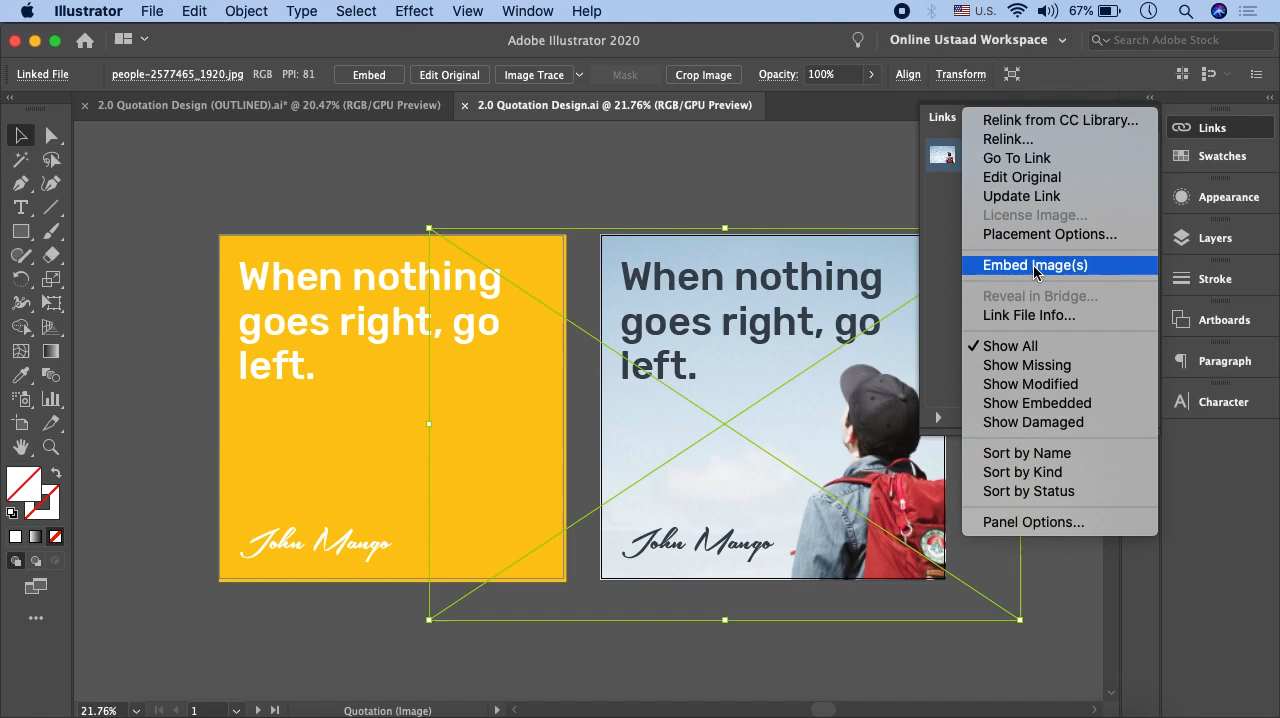 Illustrator File Edit Object Type Select Effect View Window Help U.S. 67%
Adobe Illustrator 2020 Online Ustaad Workspace Search Adobe Stock
Linked File people-2577465_1920.jpg RGB PPI: 81 Embed Edit Original Image Trace Mask Crop Image Opacity: 100% Align Transform
2.0 Quotation Design (OUTLINED).ai* @ 20.47% (RGB/GPU Preview) 2.0 Quotation Design.ai @ 21.76% (RGB/GPU Preview)
Links
Relink from CC Library...
Relink...
Go To Link
Edit Original
Update Link
License Image...
Placement Options...
Embed Image(s)
Reveal in Bridge...
Link File Info...
Show All
Show Missing
Show Modified
Show Embedded
Show Damaged
Sort by Name
Sort by Kind
Sort by Status
Panel Options...
Links
Swatches
Appearance
Layers
Stroke
Artboards
Paragraph
Character
When nothing
goes right, go
left.
John Mango
When nothing
goes right, go
left.
John Mango
21.76% 1 Quotation (Image)